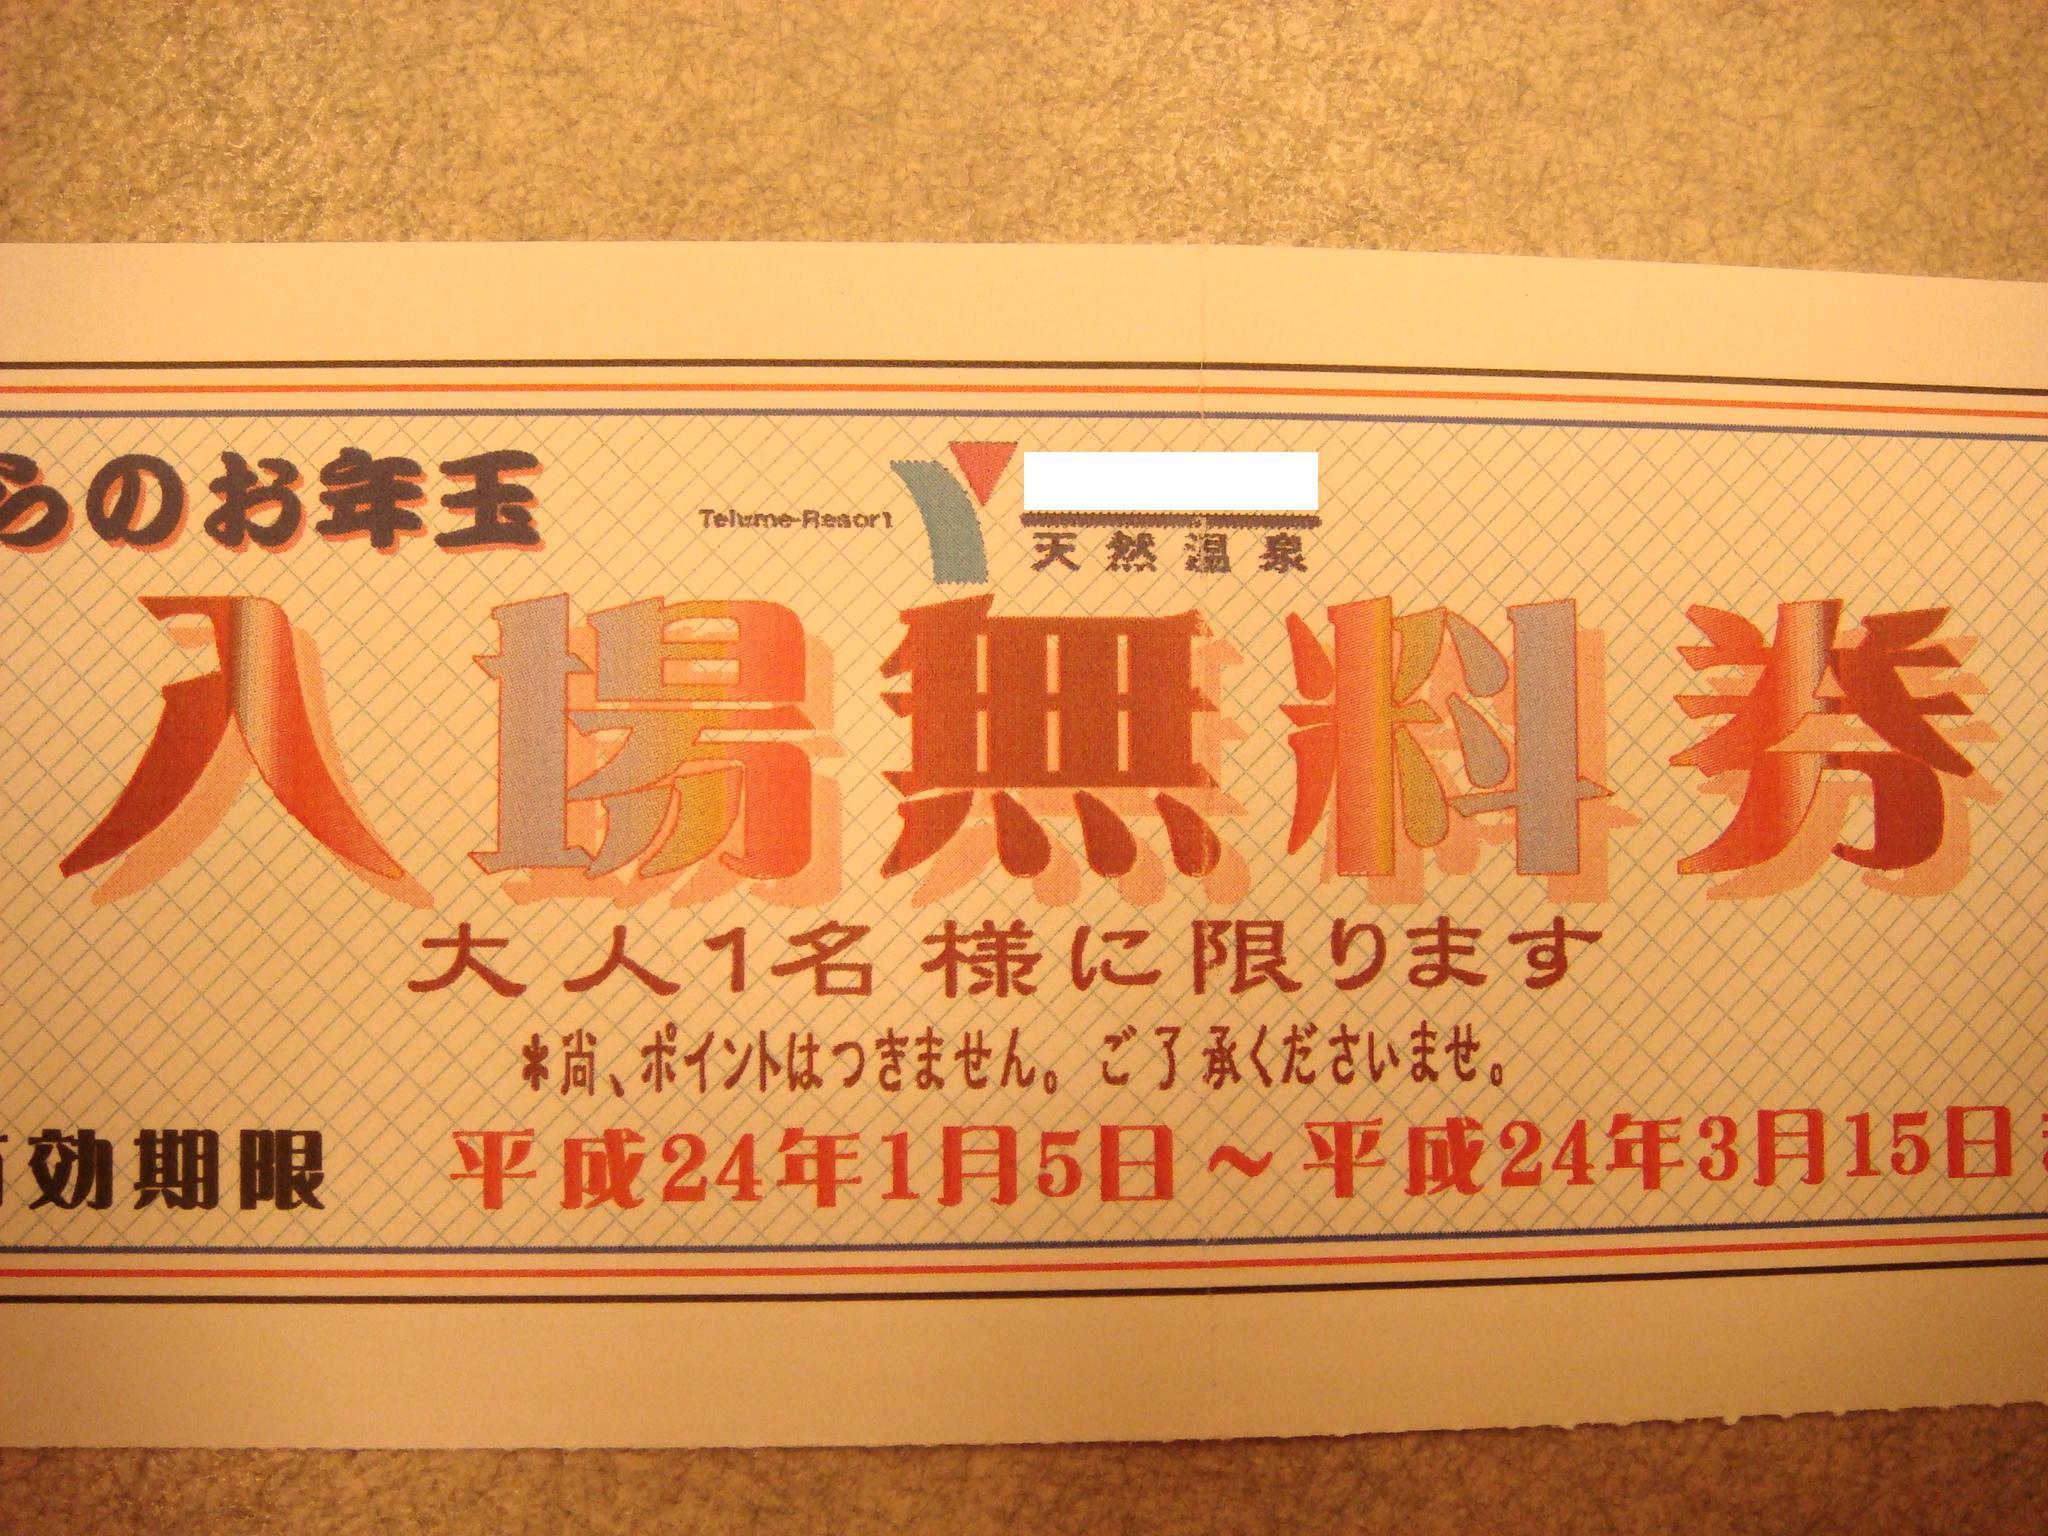 らのお年玉
Telume-Resort
天然温泉
入場無料券
大人1名様に限ります
*尚、ポイントはつきません。ご了承くださいませ。
効期限 平成24年1月5日～平成24年3月15日